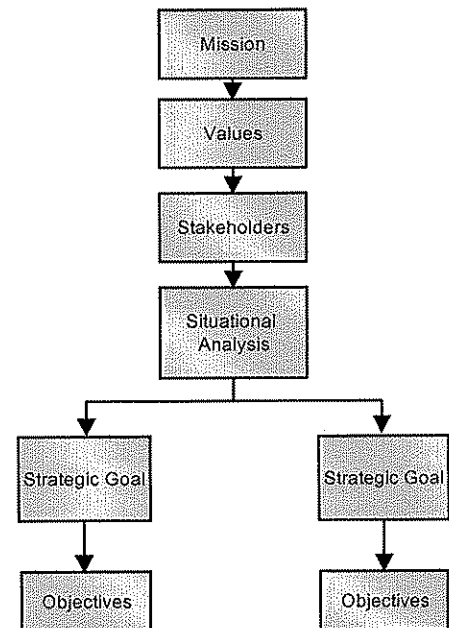 Mission
Values
Stakeholders
Situational
Analysis
Strategic Goal
Strategic Goal
Objectives
Objectives